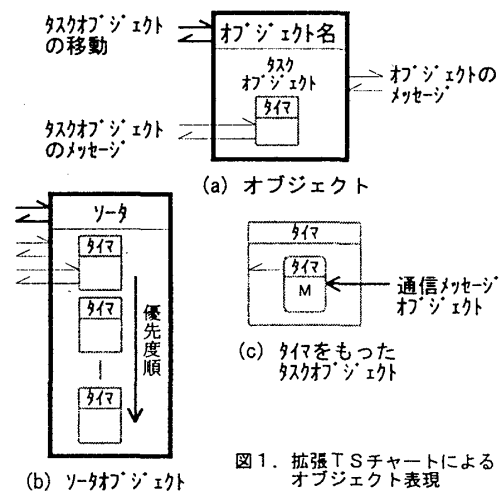 ﾀｽｸｵﾌﾞｼﾞｪｸﾄ
の移動
ｵﾌﾞｼﾞｪｸﾄ名
ﾀｽｸ
ｵﾌﾞｼﾞｪｸﾄ
ﾀｲﾏ
ｵﾌﾞｼﾞｪｸﾄの
ﾒｯｾｰｼﾞ
ﾀｽｸｵﾌﾞｼﾞｪｸﾄ
のﾒｯｾｰｼﾞ
(a) オブジェクト
ソータ
ﾀｲﾏ
ﾀｲﾏ
ﾀｲﾏ
優先度順
(b) ｿｰﾀｵﾌﾞｼﾞｪｸﾄ
ﾀｲﾏ
ﾀｲﾏ
M
通信ﾒｯｾｰｼﾞ
ｵﾌﾞｼﾞｪｸﾄ
(c) ﾀｲﾏをもった
ﾀｽｸｵﾌﾞｼﾞｪｸﾄ
図1. 拡張TSチャートによる
オブジェクト表現